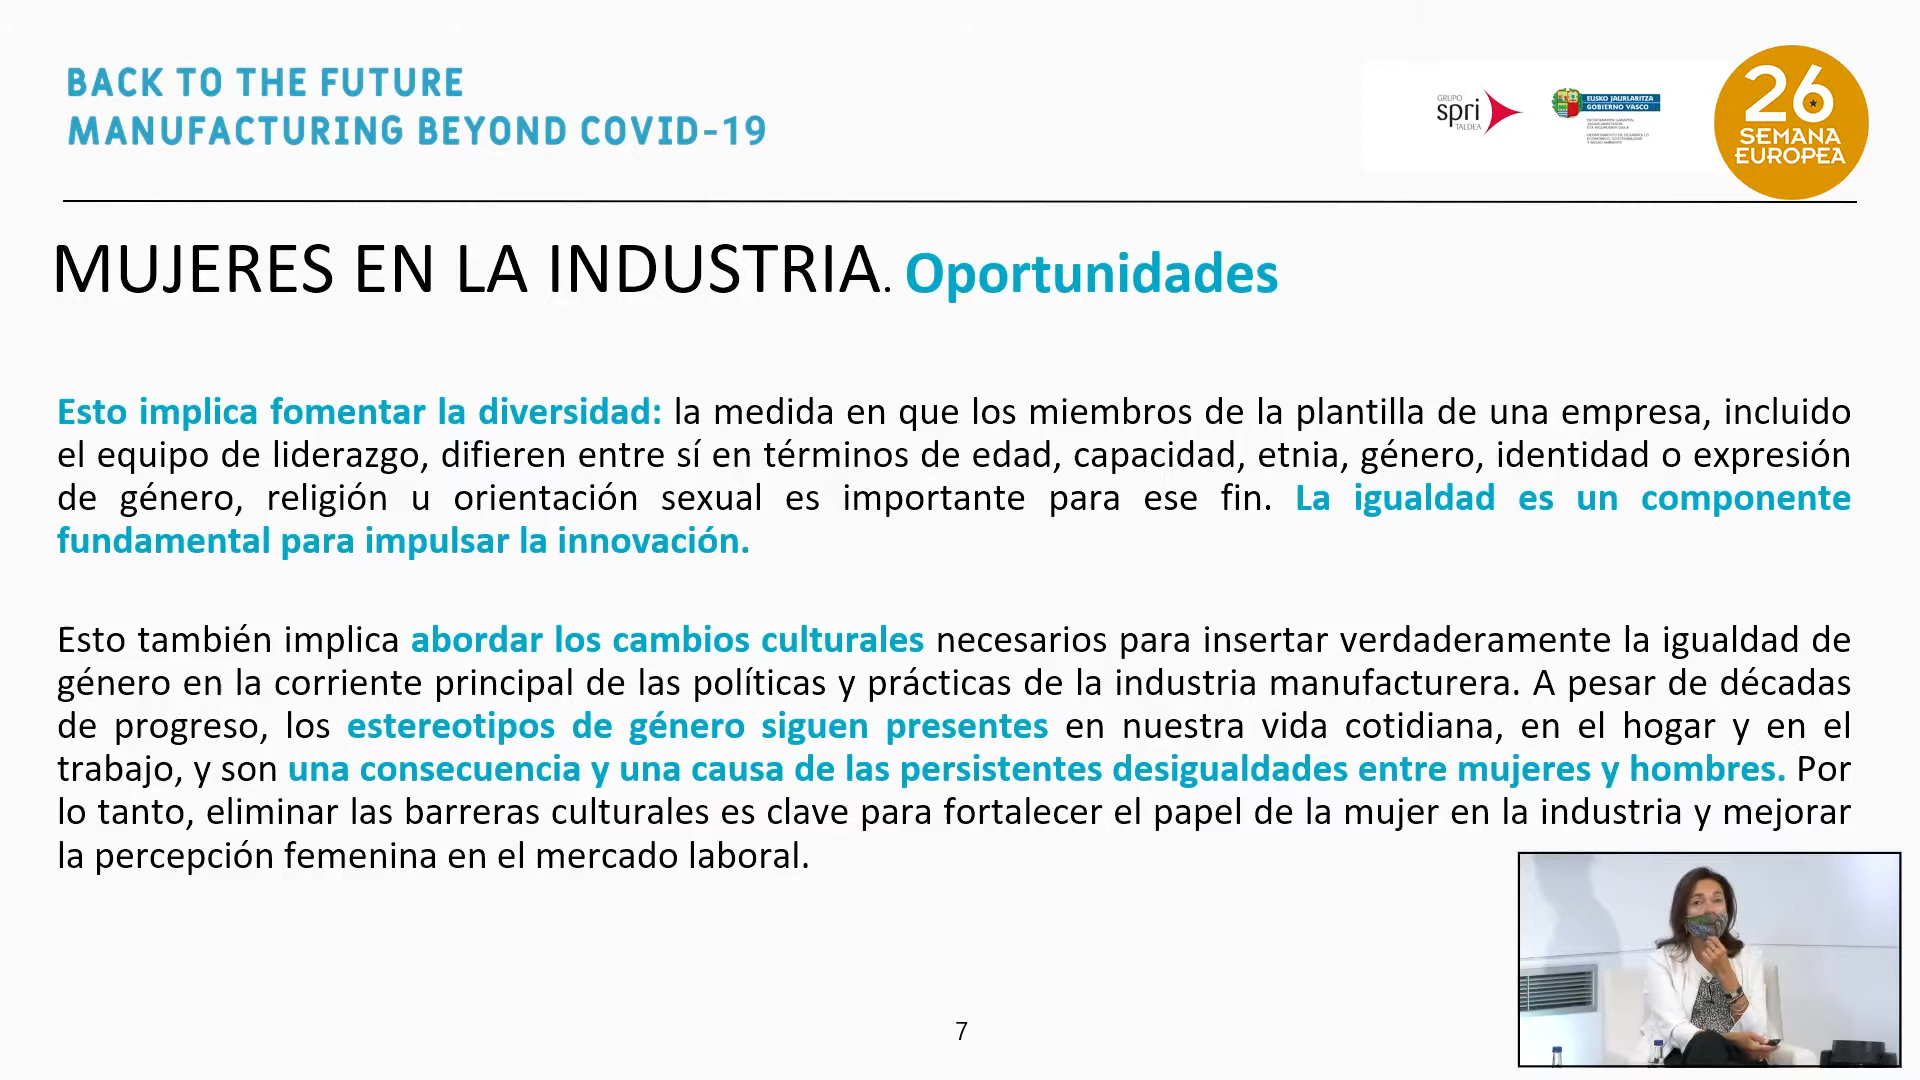 BACK TO THE FUTURE
MANUFACTURING BEYOND COVID-19
GRUPO
spri
TALDEA
EUSKO JAURLARITZA
GOBIERNO VASCO
26
SEMANA
EUROPEA
MUJERES EN LA INDUSTRIA. Oportunidades
Esto implica fomentar la diversidad: la medida en que los miembros de la plantilla de una empresa, incluido
el equipo de liderazgo, difieren entre sí en términos de edad, capacidad, etnia, género, identidad o expresión
de género, religión u orientación sexual es importante para ese fin. La igualdad es un componente
fundamental para impulsar la innovación.
Esto también implica abordar los cambios culturales necesarios para insertar verdaderamente la igualdad de
género en la corriente principal de las políticas y prácticas de la industria manufacturera. A pesar de décadas
de progreso, los estereotipos de género siguen presentes en nuestra vida cotidiana, en el hogar y en el
trabajo, y son una consecuencia y una causa de las persistentes desigualdades entre mujeres y hombres. Por
lo tanto, eliminar las barreras culturales es clave para fortalecer el papel de la mujer en la industria y mejorar
la percepción femenina en el mercado laboral.
7